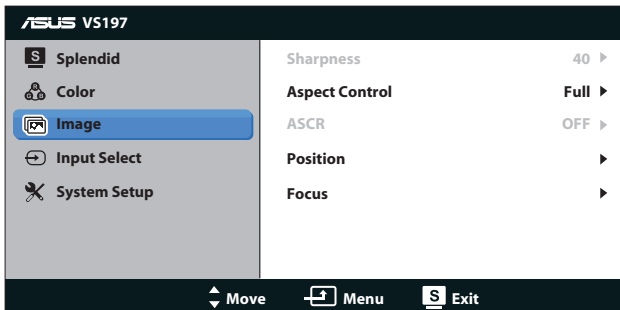 ASUS VS197
S Splendid
Color
Image
Input Select
System Setup
Sharpness 40
Aspect Control Full
ASCR OFF
Position
Focus
Move Menu S Exit